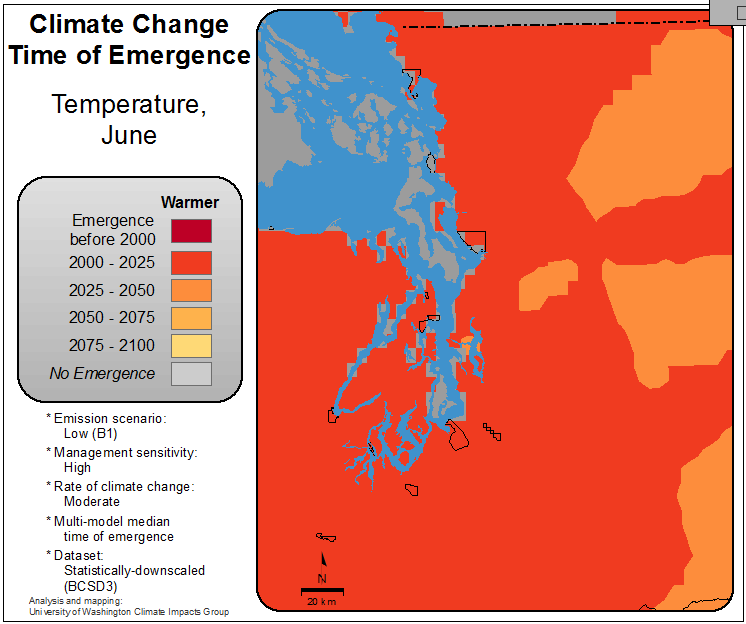 Climate Change
Time of Emergence
Temperature,
June
Warmer
Emergence
before 2000
2000 - 2025
2025 - 2050
2050 - 2075
2075 - 2100
No Emergence
* Emission scenario:
Low (B1)
* Management sensitivity:
High
* Rate of climate change:
Moderate
* Multi-model median
time of emergence
* Dataset:
Statistically-downscaled
(BCSD3)
Analysis and mapping:
University of Washington Climate Impacts Group
N
20 km